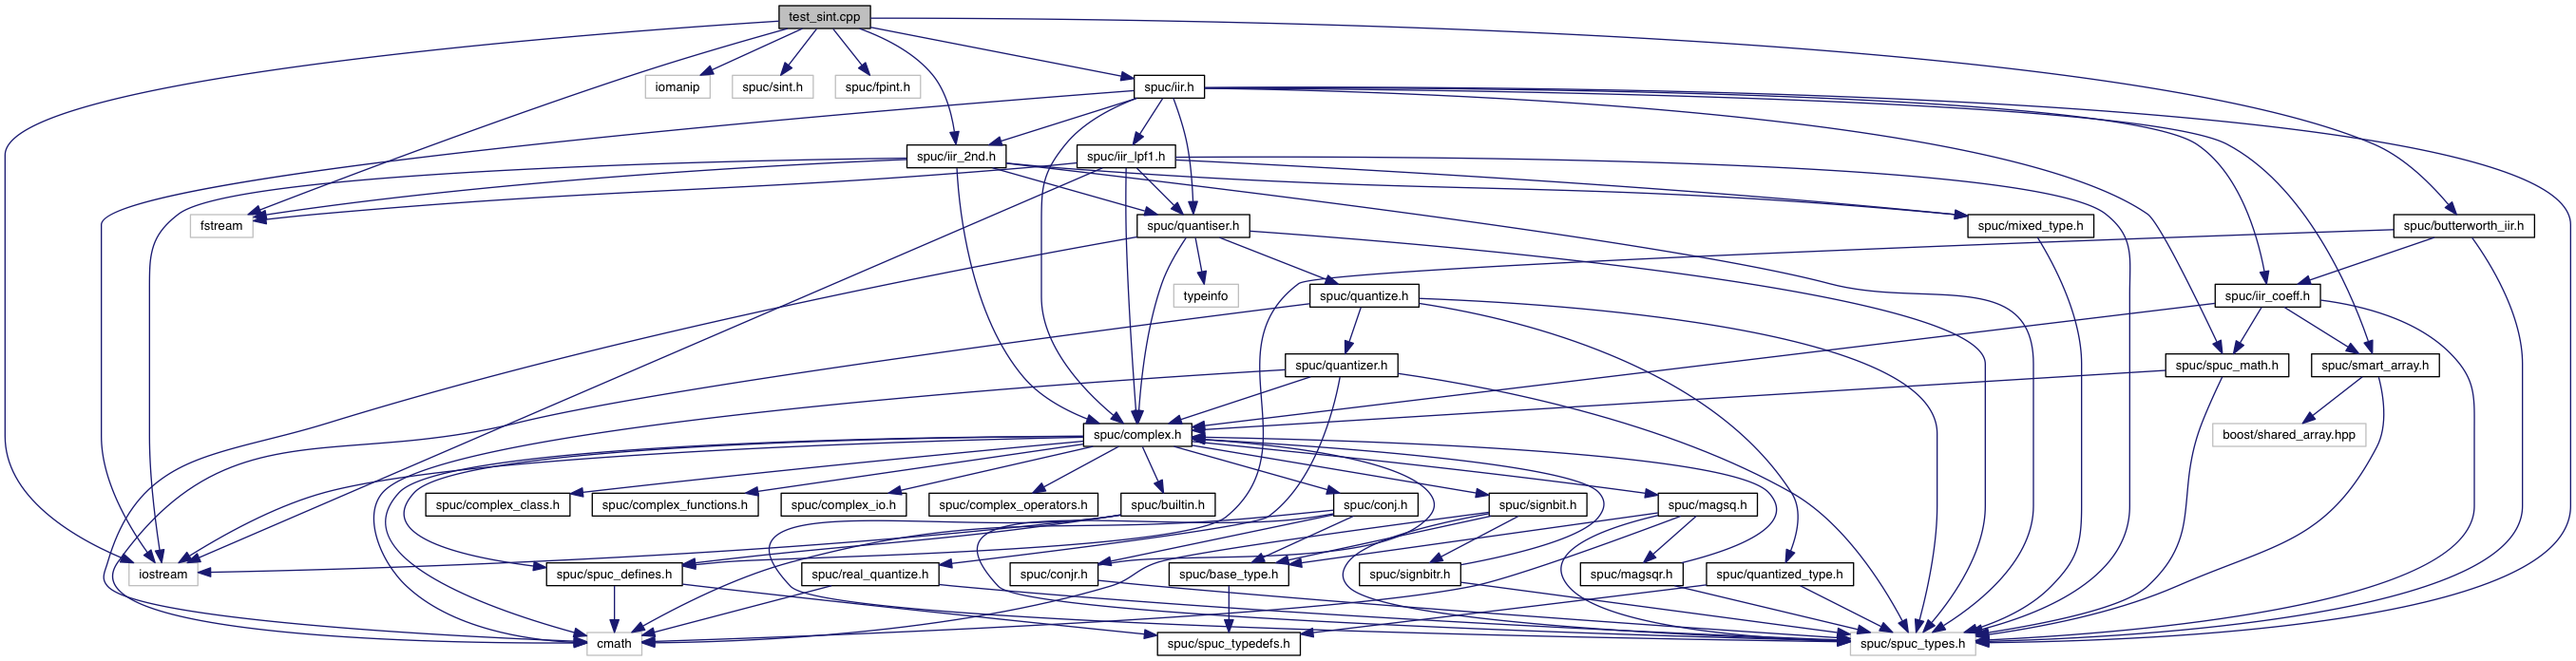 test_sint.cpp
iomanip
spuc/sint.h
spuc/fpint.h
spuc/iir.h
spuc/iir_2nd.h
spuc/iir_lpf1.h
fstream
spuc/quantiser.h
spuc/mixed_type.h
spuc/butterworth_iir.h
typeinfo
spuc/quantize.h
spuc/iir_coeff.h
spuc/quantizer.h
spuc/spuc_math.h
spuc/smart_array.h
spuc/complex.h
boost/shared_array.hpp
spuc/complex_class.h
spuc/complex_functions.h
spuc/complex_io.h
spuc/complex_operators.h
spuc/builtin.h
spuc/conj.h
spuc/signbit.h
spuc/magsq.h
iostream
spuc/spuc_defines.h
spuc/real_quantize.h
spuc/conjr.h
spuc/base_type.h
spuc/signbitr.h
spuc/magsqr.h
spuc/quantized_type.h
cmath
spuc/spuc_typedefs.h
spuc/spuc_types.h